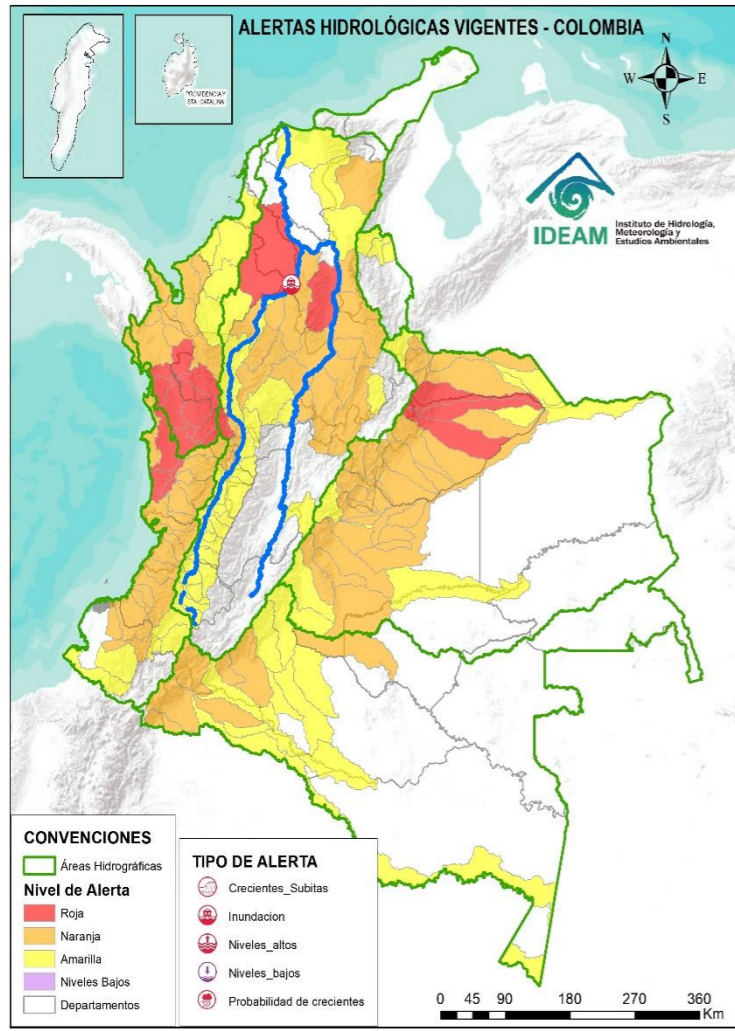 ALERTAS HIDROLÓGICAS VIGENTES - COLOMBIA
PROVIDENCIA Y
STA. CATALINA
N
W
E
S
IDEAM
Instituto de Hidrología,
Meteorología y
Estudios Ambientales
CONVENCIONES
Áreas Hidrográficas
Nivel de Alerta
Roja
Naranja
Amarilla
Niveles Bajos
Departamentos
TIPO DE ALERTA
Crecientes_Subitas
Inundacion
Niveles_altos
Niveles_bajos
Probabilidad de crecientes
0 45 90 180 270 360
Km